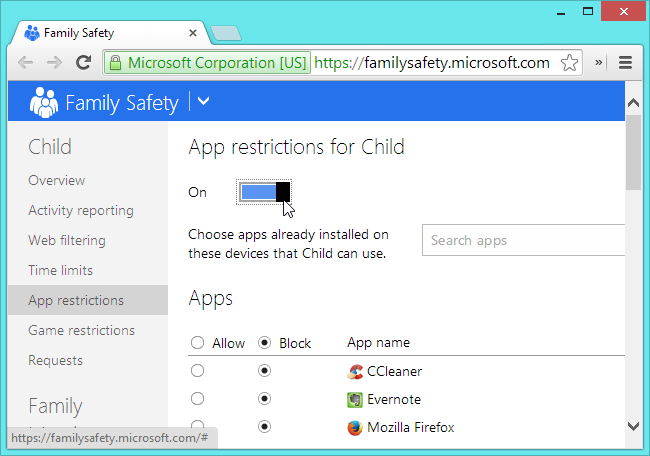 Family Safety
Microsoft Corporation [US] https://familysafety.microsoft.com »
Family Safety
Child
Overview
Activity reporting
Web filtering
Time limits
App restrictions
Game restrictions
Requests
Family
App restrictions for Child
On
Choose apps already installed on
these devices that Child can use.
Search apps
Apps
Allow Block App name
CCleaner
Evernote
Mozilla Firefox
https://familysafety.microsoft.com/#